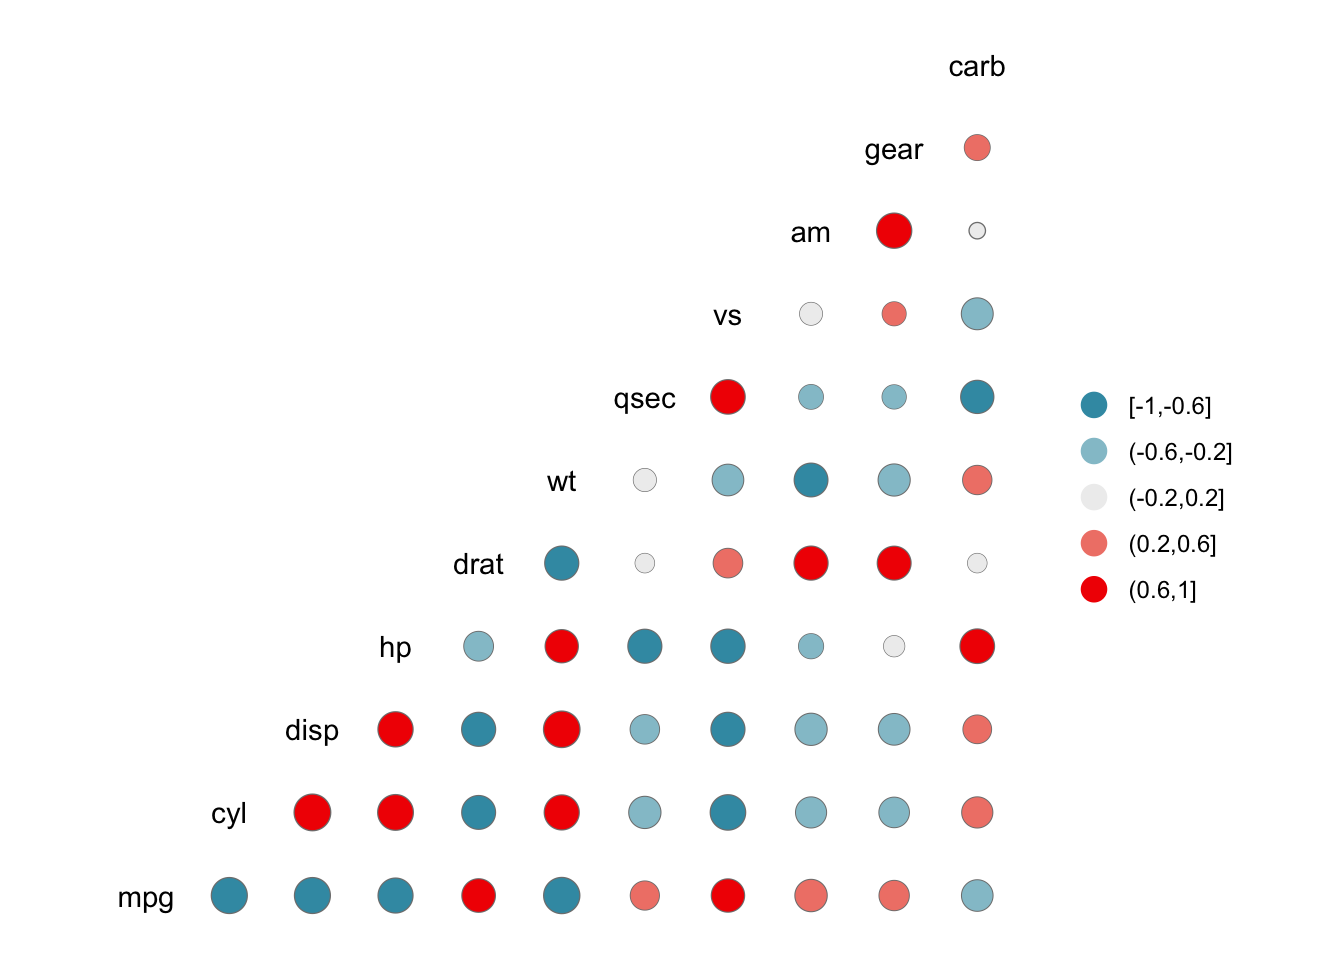 carb
gear
am
vs
qsec
wt
drat
hp
disp
cyl
mpg
[-1,-0.6]
(-0.6,-0.2]
(-0.2,0.2]
(0.2,0.6]
(0.6,1]